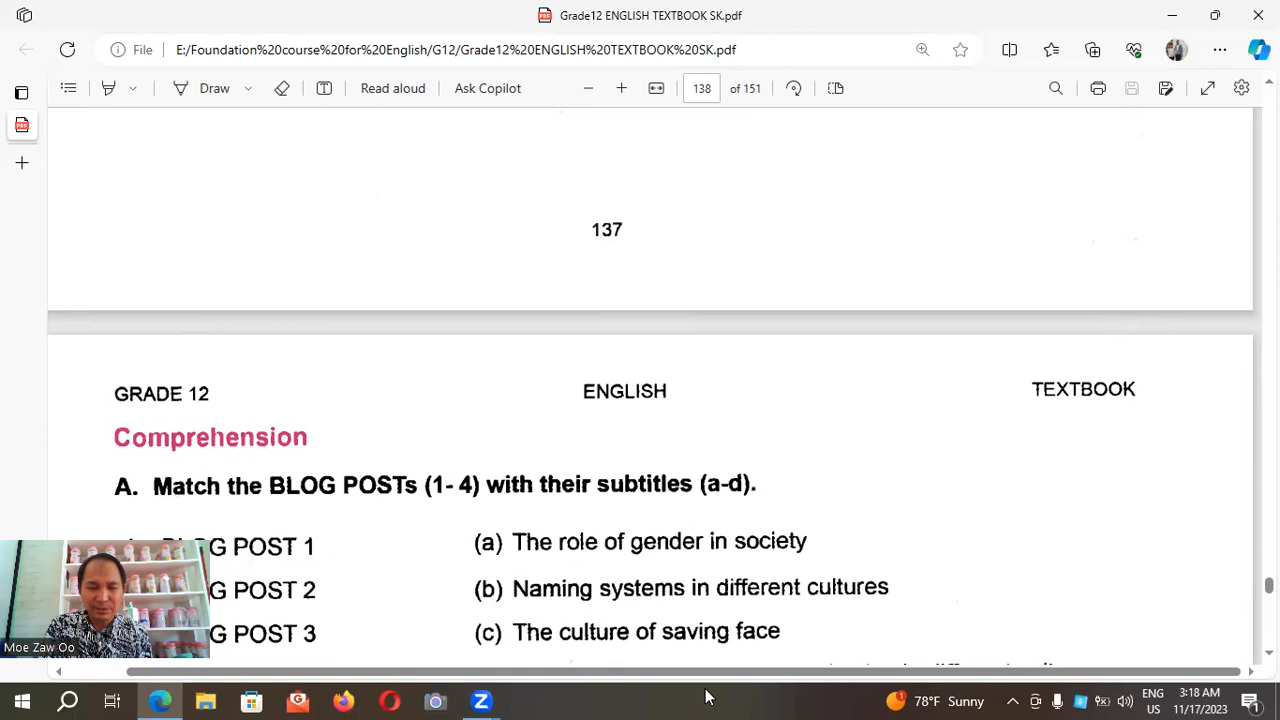 Grade12 ENGLISH TEXTBOOK SK.pdf
File E:/Foundation%20course%20for%20English/G12/Grade12%20ENGLISH%20TEXTBOOK%20SK.pdf
Draw Read aloud Ask Copilot 138 of 151
137
GRADE 12 ENGLISH TEXTBOOK
Comprehension
A. Match the BLOG POSTs (1- 4) with their subtitles (a-d).
G POST 1 (a) The role of gender in society
G POST 2 (b) Naming systems in different cultures
G POST 3 (c) The culture of saving face
Moe Zaw Oo
78°F Sunny
ENG 3:18 AM
US 11/17/2023